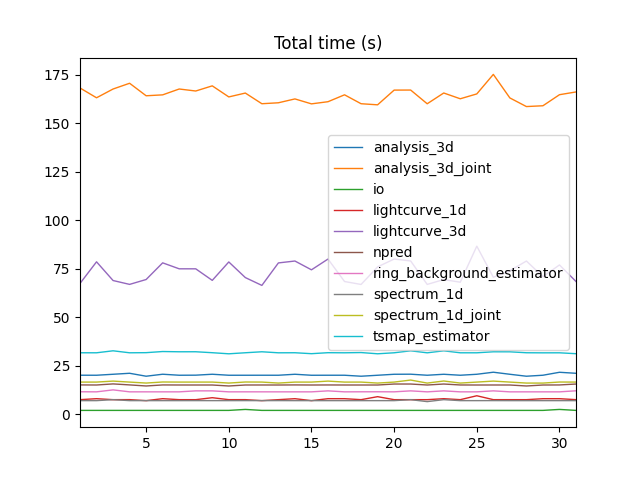 Total time (s)
175
150
125
100
75
50
25
0
analysis_3d
analysis_3d_joint
io
lightcurve_1d
lightcurve_3d
npred
ring_background_estimator
spectrum_1d
spectrum_1d_joint
tsmap_estimator
5 10 15 20 25 30